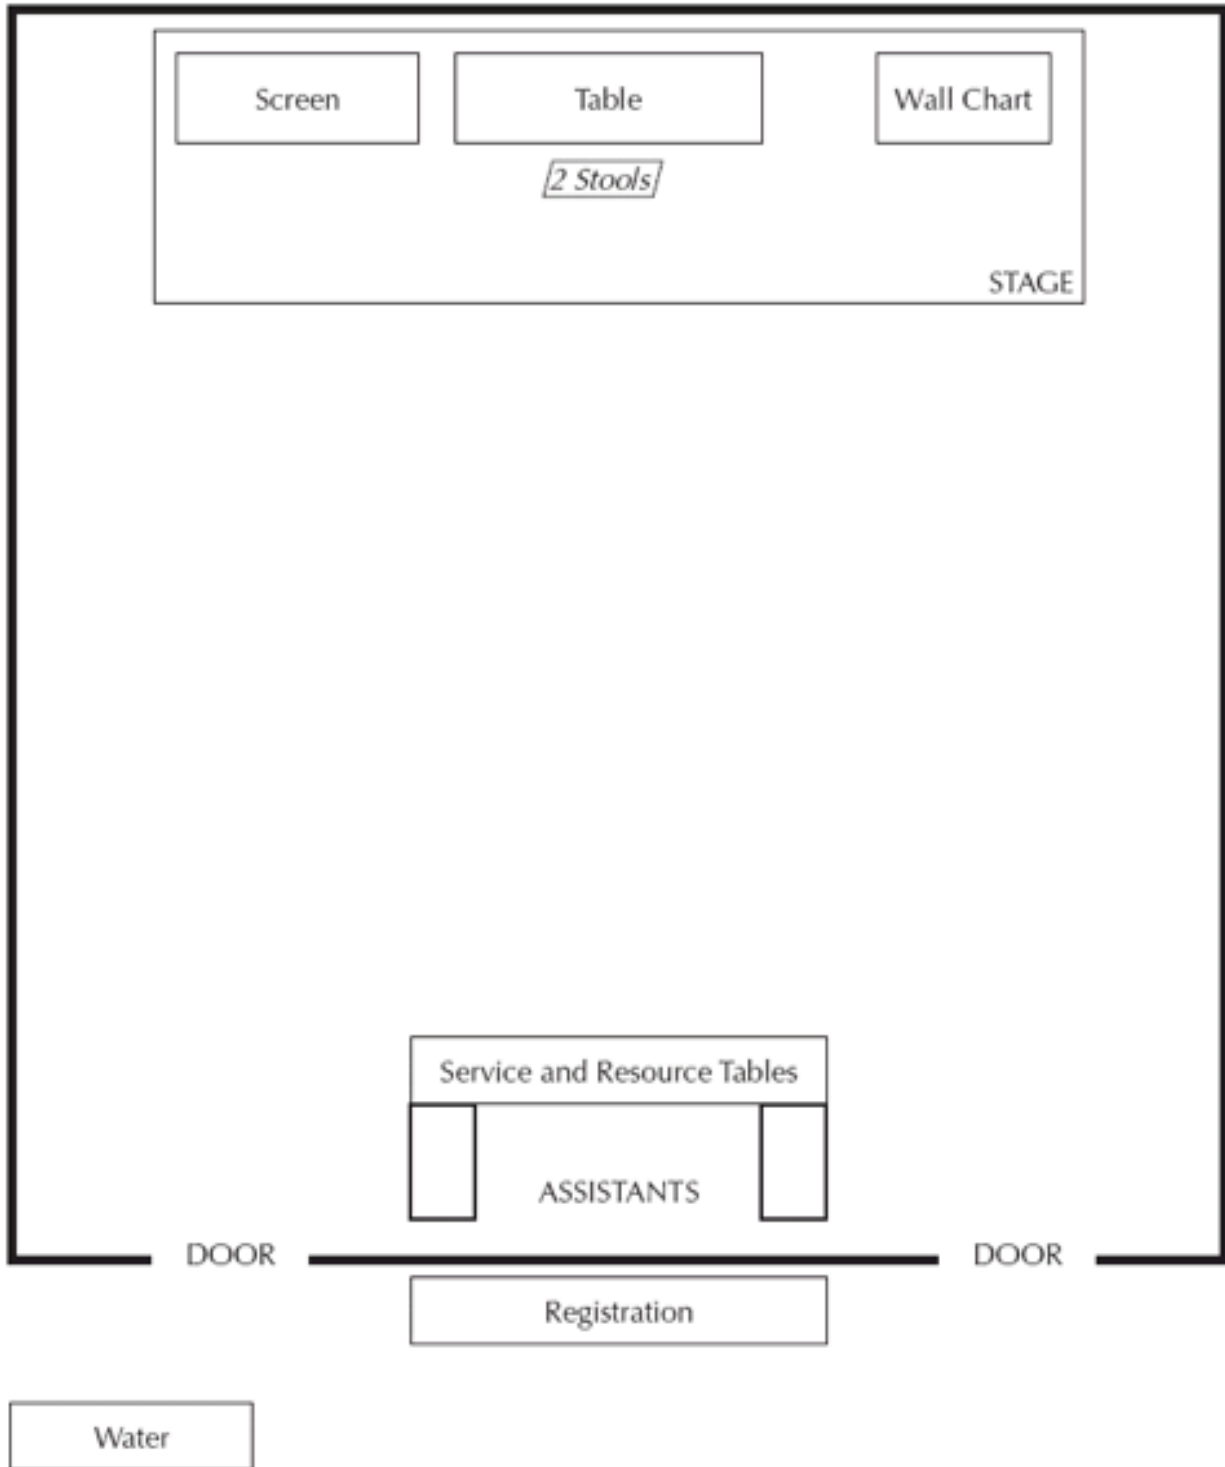 Screen
Table
Wall Chart
2 Stools
STAGE
Service and Resource Tables
ASSISTANTS
DOOR
DOOR
Registration
Water